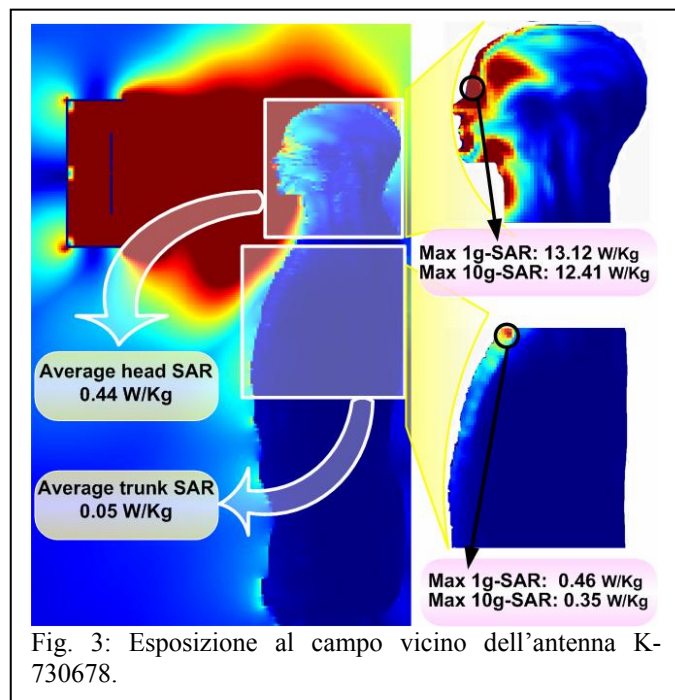 Max 1g-SAR: 13.12 W/Kg
Max 10g-SAR: 12.41 W/Kg
Average head SAR
0.44 W/Kg
Average trunk SAR
0.05 W/Kg
Max 1g-SAR: 0.46 W/Kg
Max 10g-SAR: 0.35 W/Kg
Fig. 3: Esposizione al campo vicino dell'antenna K-
730678.